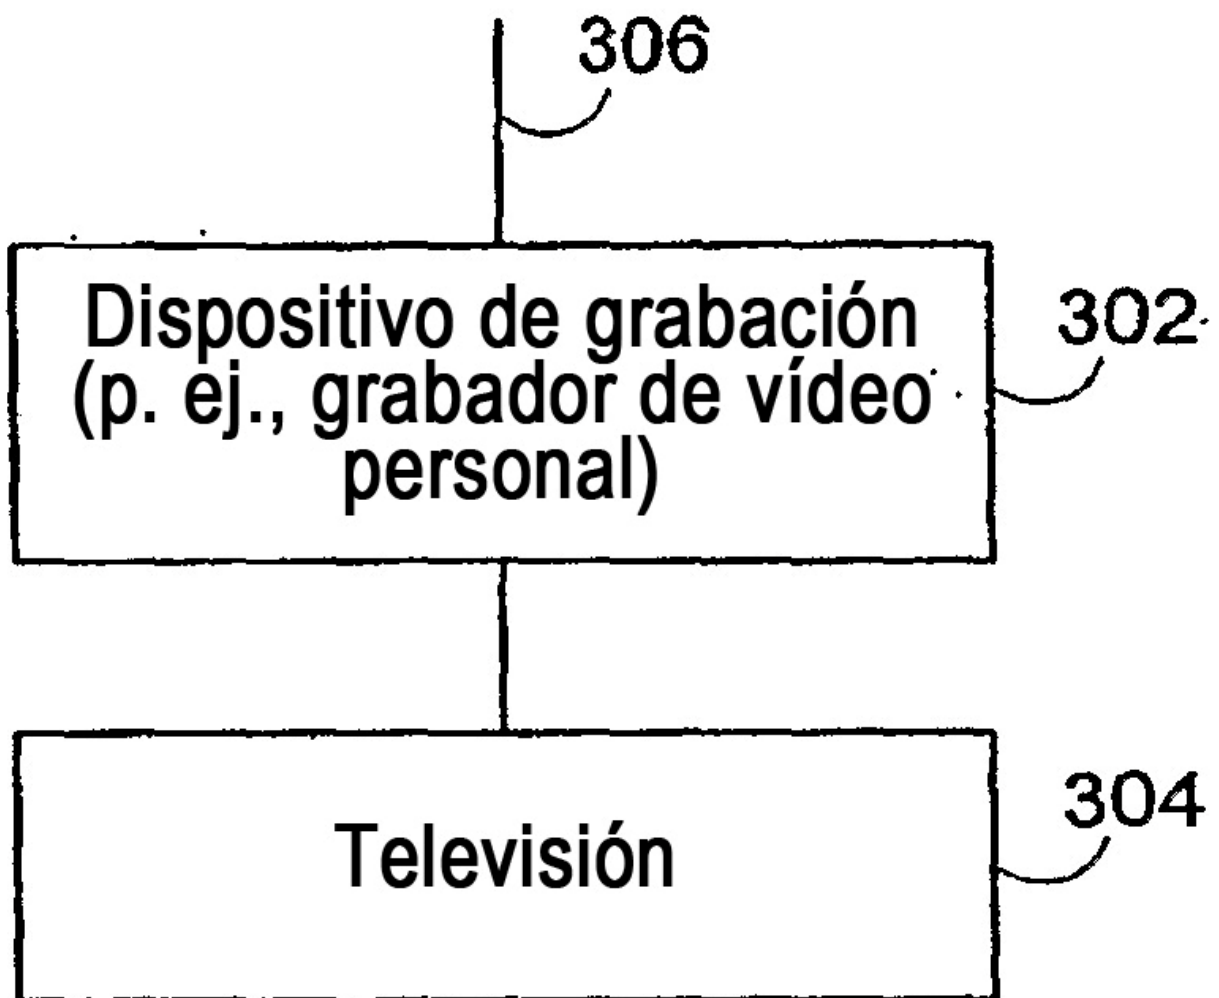 306
Dispositivo de grabación
302
(p. ej., grabador de vídeo
personal)
304
Televisión